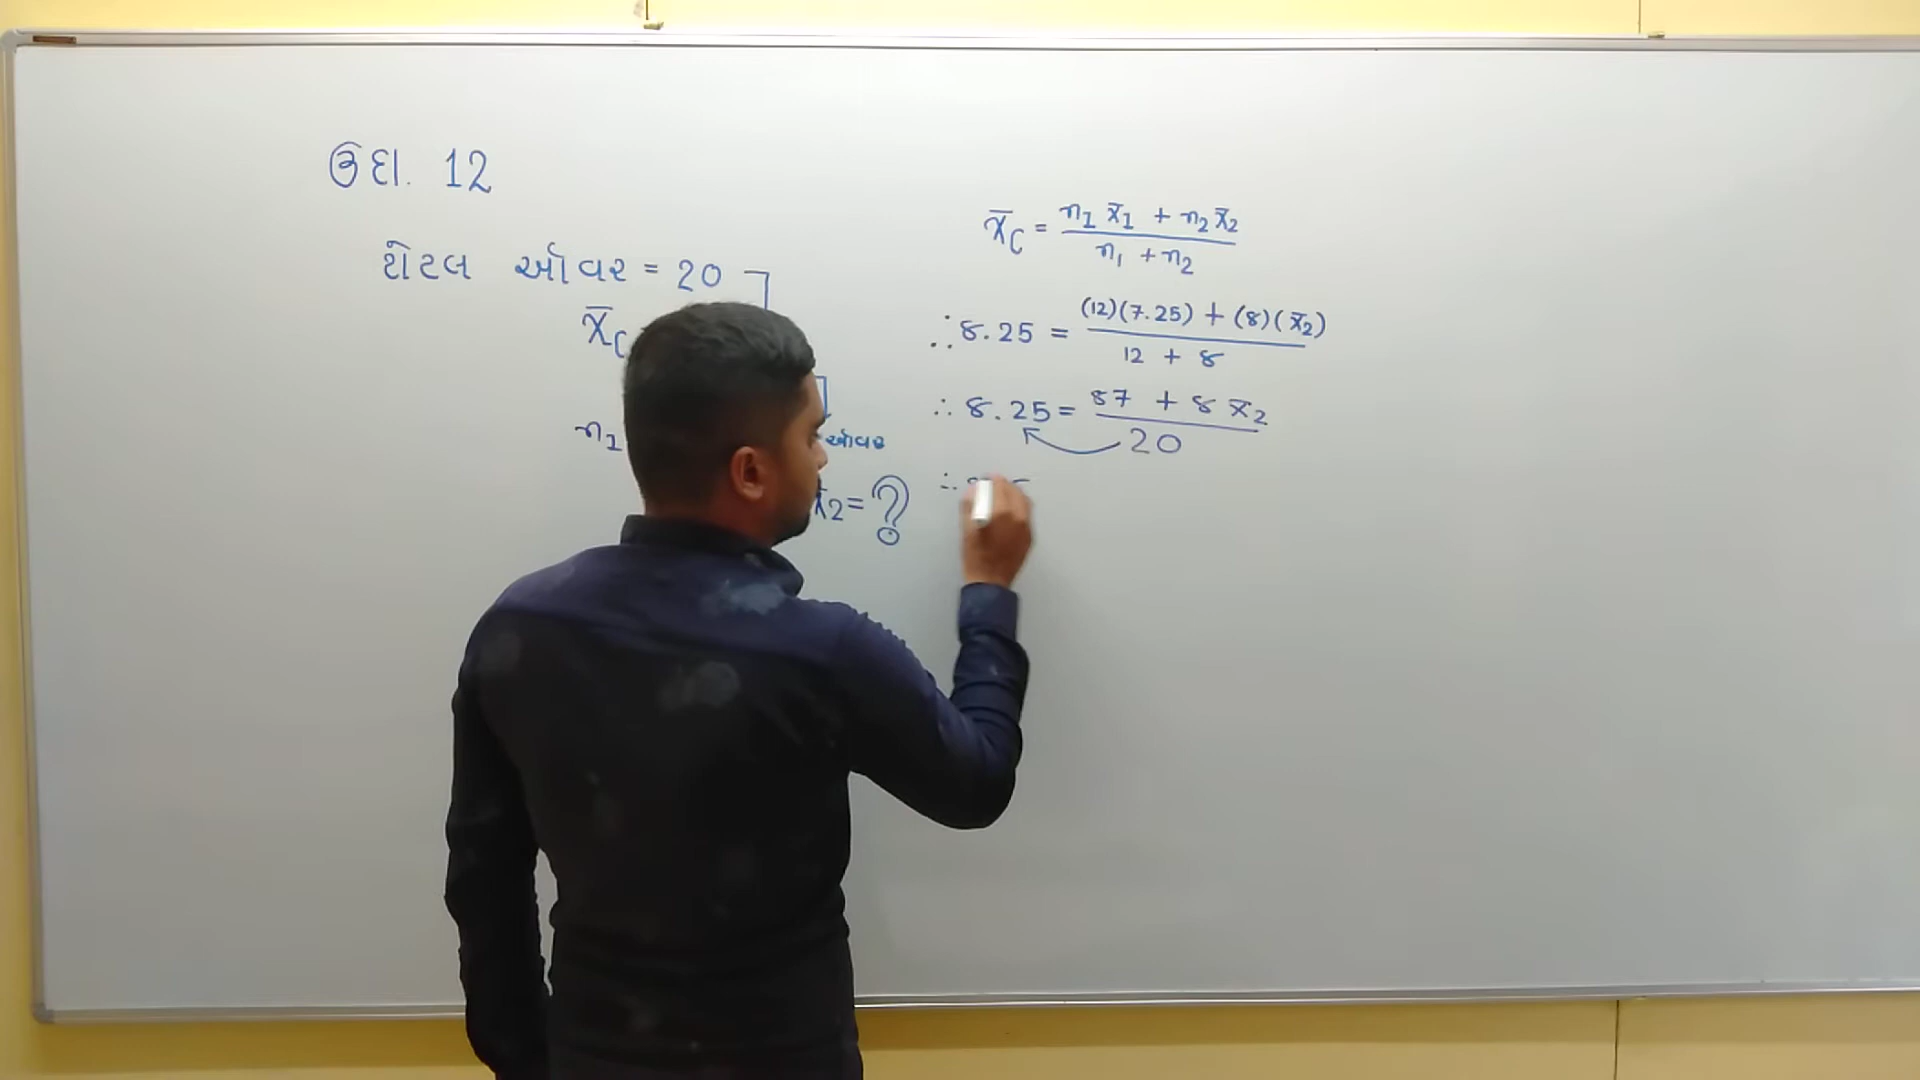 ઉદા. 12
ટોટલ ઓવર = 20
x̄c
n1
ઓવર
x̄2 = ?
x̄c = (n1 x̄1 + n2 x̄2) / (n1 + n2)
∴ 8.25 = ((12)(7.25) + (8)(x̄2)) / (12 + 8)
∴ 8.25 = (87 + 8 x̄2) / 20
∴